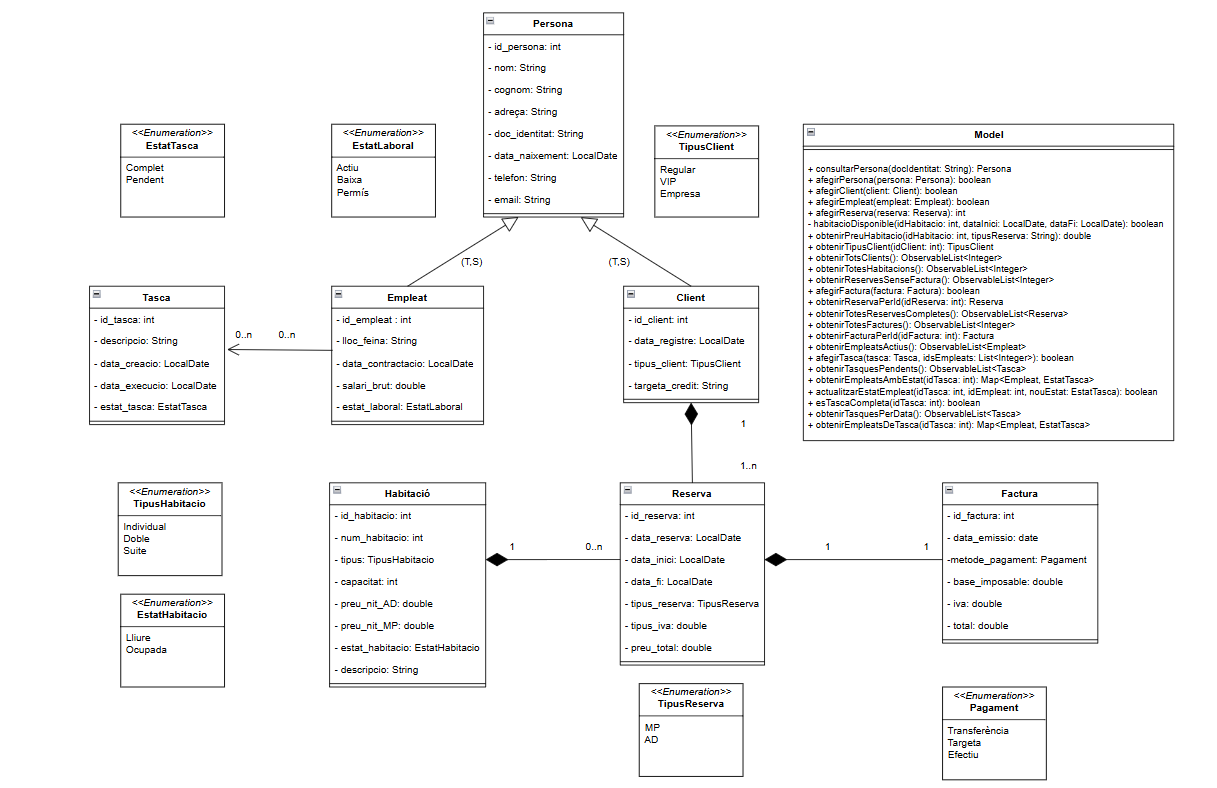 Persona
- id_persona: int
- nom: String
- cognom: String
- adreça: String
- doc_identitat: String
- data_naixement: LocalDate
- telefon: String
- email: String
<<Enumeration>>
EstatTasca
Complet
Pendent
<<Enumeration>>
EstatLaboral
Actiu
Baixa
Permís
<<Enumeration>>
TipusClient
Regular
VIP
Empresa
Model
+ consultarPersona(docIdentitat: String): Persona
+ afegirPersona(persona: Persona): boolean
+ afegirClient(client: Client): boolean
+ afegirEmpleat(empleat: Empleat): boolean
+ afegirReserva(reserva: Reserva): int
- habitacioDisponible(idHabitacio: int, dataInici: LocalDate, dataFi: LocalDate): boolean
+ obtenirPreuHabitacio(idHabitacio: int, tipusReserva: String): double
+ obtenirTipusClient(idClient: int): TipusClient
+ obtenirTotsClients(): ObservableList<Integer>
+ obtenirTotesHabitacions(): ObservableList<Integer>
+ obtenirReservesSenseFactura(): ObservableList<Integer>
+ afegirFactura(factura: Factura): boolean
+ obtenirReservaPerId(idReserva: int): Reserva
+ obtenirTotesReservesCompletes(): ObservableList<Reserva>
+ obtenirTotesFactures(): ObservableList<Integer>
+ obtenirFacturaPerId(idFactura: int): Factura
+ obtenirEmpleatsActius(): ObservableList<Empleat>
+ afegirTasca(tasca: Tasca, idsEmpleats: List<Integer>): boolean
+ obtenirTasquesPendents(): ObservableList<Tasca>
+ obtenirEmpleatsAmbEstat(idTasca: int): Map<Empleat, EstatTasca>
+ actualitzarEstatEmpleat(idTasca: int, idEmpleat: int, nouEstat: EstatTasca): boolean
+ esTascaCompleta(idTasca: int): boolean
+ obtenirTasquesPerData(): ObservableList<Tasca>
+ obtenirEmpleatsDeTasca(idTasca: int): Map<Empleat, EstatTasca>
(T,S)
(T,S)
Tasca
- id_tasca: int
- descripcio: String
- data_creacio: LocalDate
- data_execucio: LocalDate
- estat_tasca: EstatTasca
0..n
0..n
Empleat
- id_empleat : int
- lloc_feina: String
- data_contractacio: LocalDate
- salari_brut: double
- estat_laboral: EstatLaboral
Client
- id_client: int
- data_registre: LocalDate
- tipus_client: TipusClient
- targeta_credit: String
1
1..n
<<Enumeration>>
TipusHabitacio
Individual
Doble
Suite
<<Enumeration>>
EstatHabitacio
Lliure
Ocupada
Habitació
- id_habitacio: int
- num_habitacio: int
- tipus: TipusHabitacio
- capacitat: int
- preu_nit_AD: double
- preu_nit_MP: double
- estat_habitacio: EstatHabitacio
- descripcio: String
1
0..n
Reserva
- id_reserva: int
- data_reserva: LocalDate
- data_inici: LocalDate
- data_fi: LocalDate
- tipus_reserva: TipusReserva
- tipus_iva: double
- preu_total: double
1
1
Factura
- id_factura: int
- data_emissio: date
-metode_pagament: Pagament
- base_imposable: double
- iva: double
- total: double
<<Enumeration>>
TipusReserva
MP
AD
<<Enumeration>>
Pagament
Transferència
Targeta
Efectiu